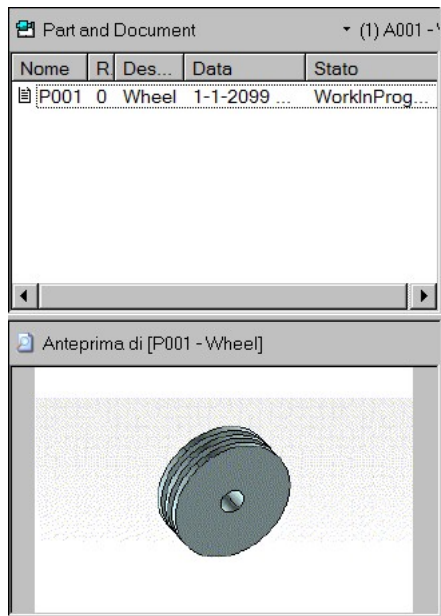 Part and Document (1) A001 -
Nome R. Des... Data Stato
P001 0 Wheel 1-1-2099 ... WorkInProg...
Anteprima di [P001 - Wheel]